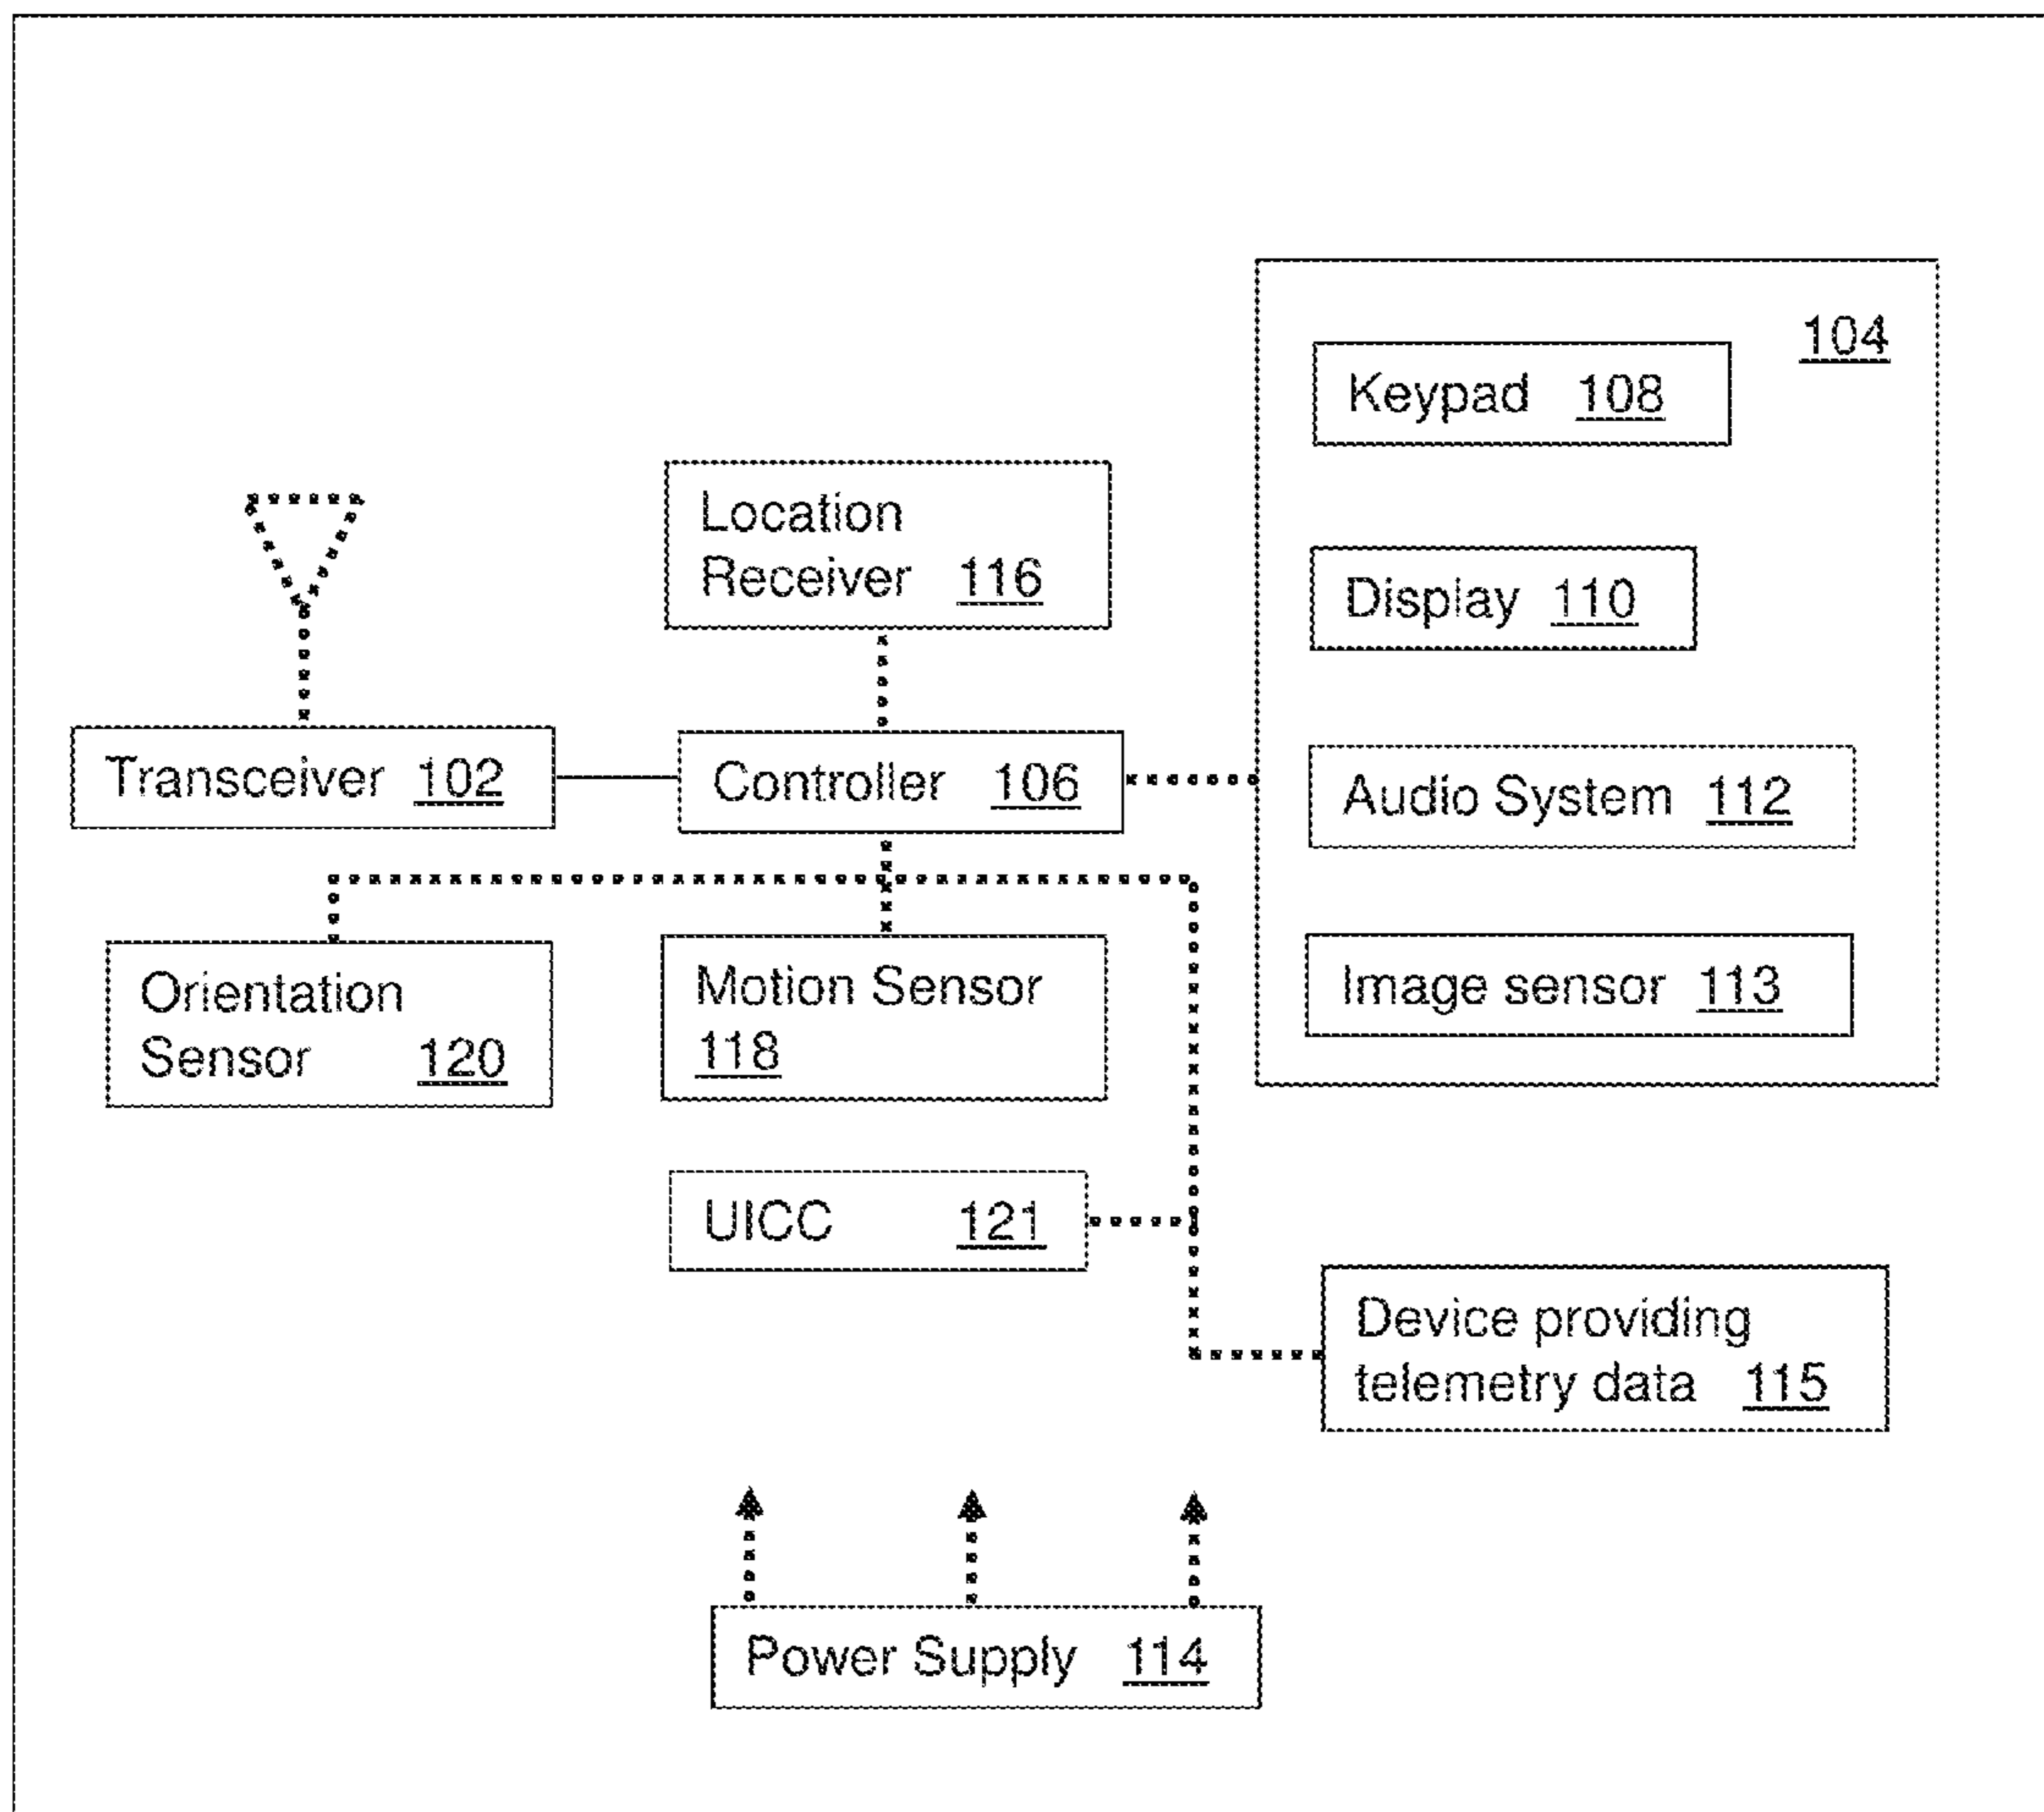 104
Keypad 108
Location
Receiver 116
Display 110
Transceiver 102
Controller 106
Audio System 112
Orientation
Sensor 120
Motion Sensor
118
Image sensor 113
UICC 121
Device providing
telemetry data 115
Power Supply 114